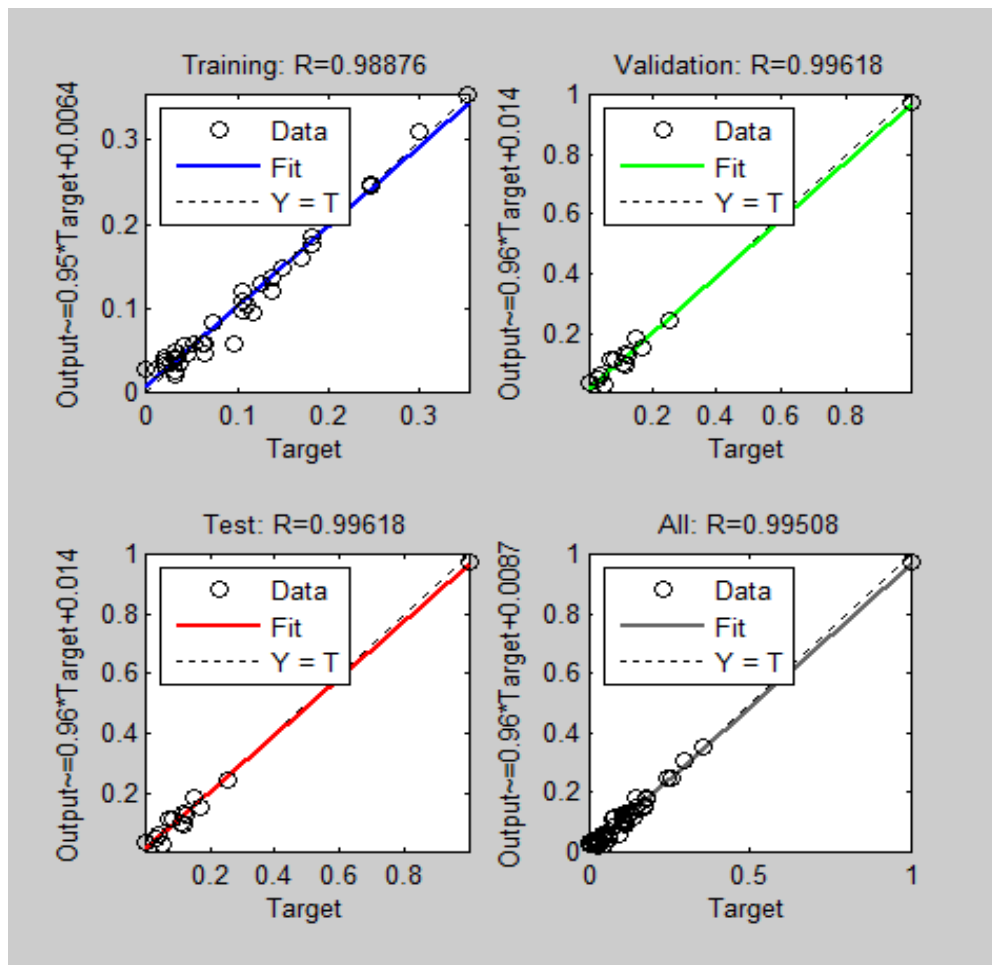 Training: R=0.98876
Output~=0.95*Target+0.0064
0.3
0.2
0.1
0
Data
Fit
Y = T
0 0.1 0.2 0.3
Target
Validation: R=0.99618
Output~=0.96*Target+0.014
1
0.8
0.6
0.4
0.2
Data
Fit
Y = T
0.2 0.4 0.6 0.8
Target
Test: R=0.99618
Output~=0.96*Target+0.014
1
0.8
0.6
0.4
0.2
Data
Fit
Y = T
0.2 0.4 0.6 0.8
Target
All: R=0.99508
Output~=0.96*Target+0.0087
1
0.8
0.6
0.4
0.2
0
Data
Fit
Y = T
0 0.5 1
Target